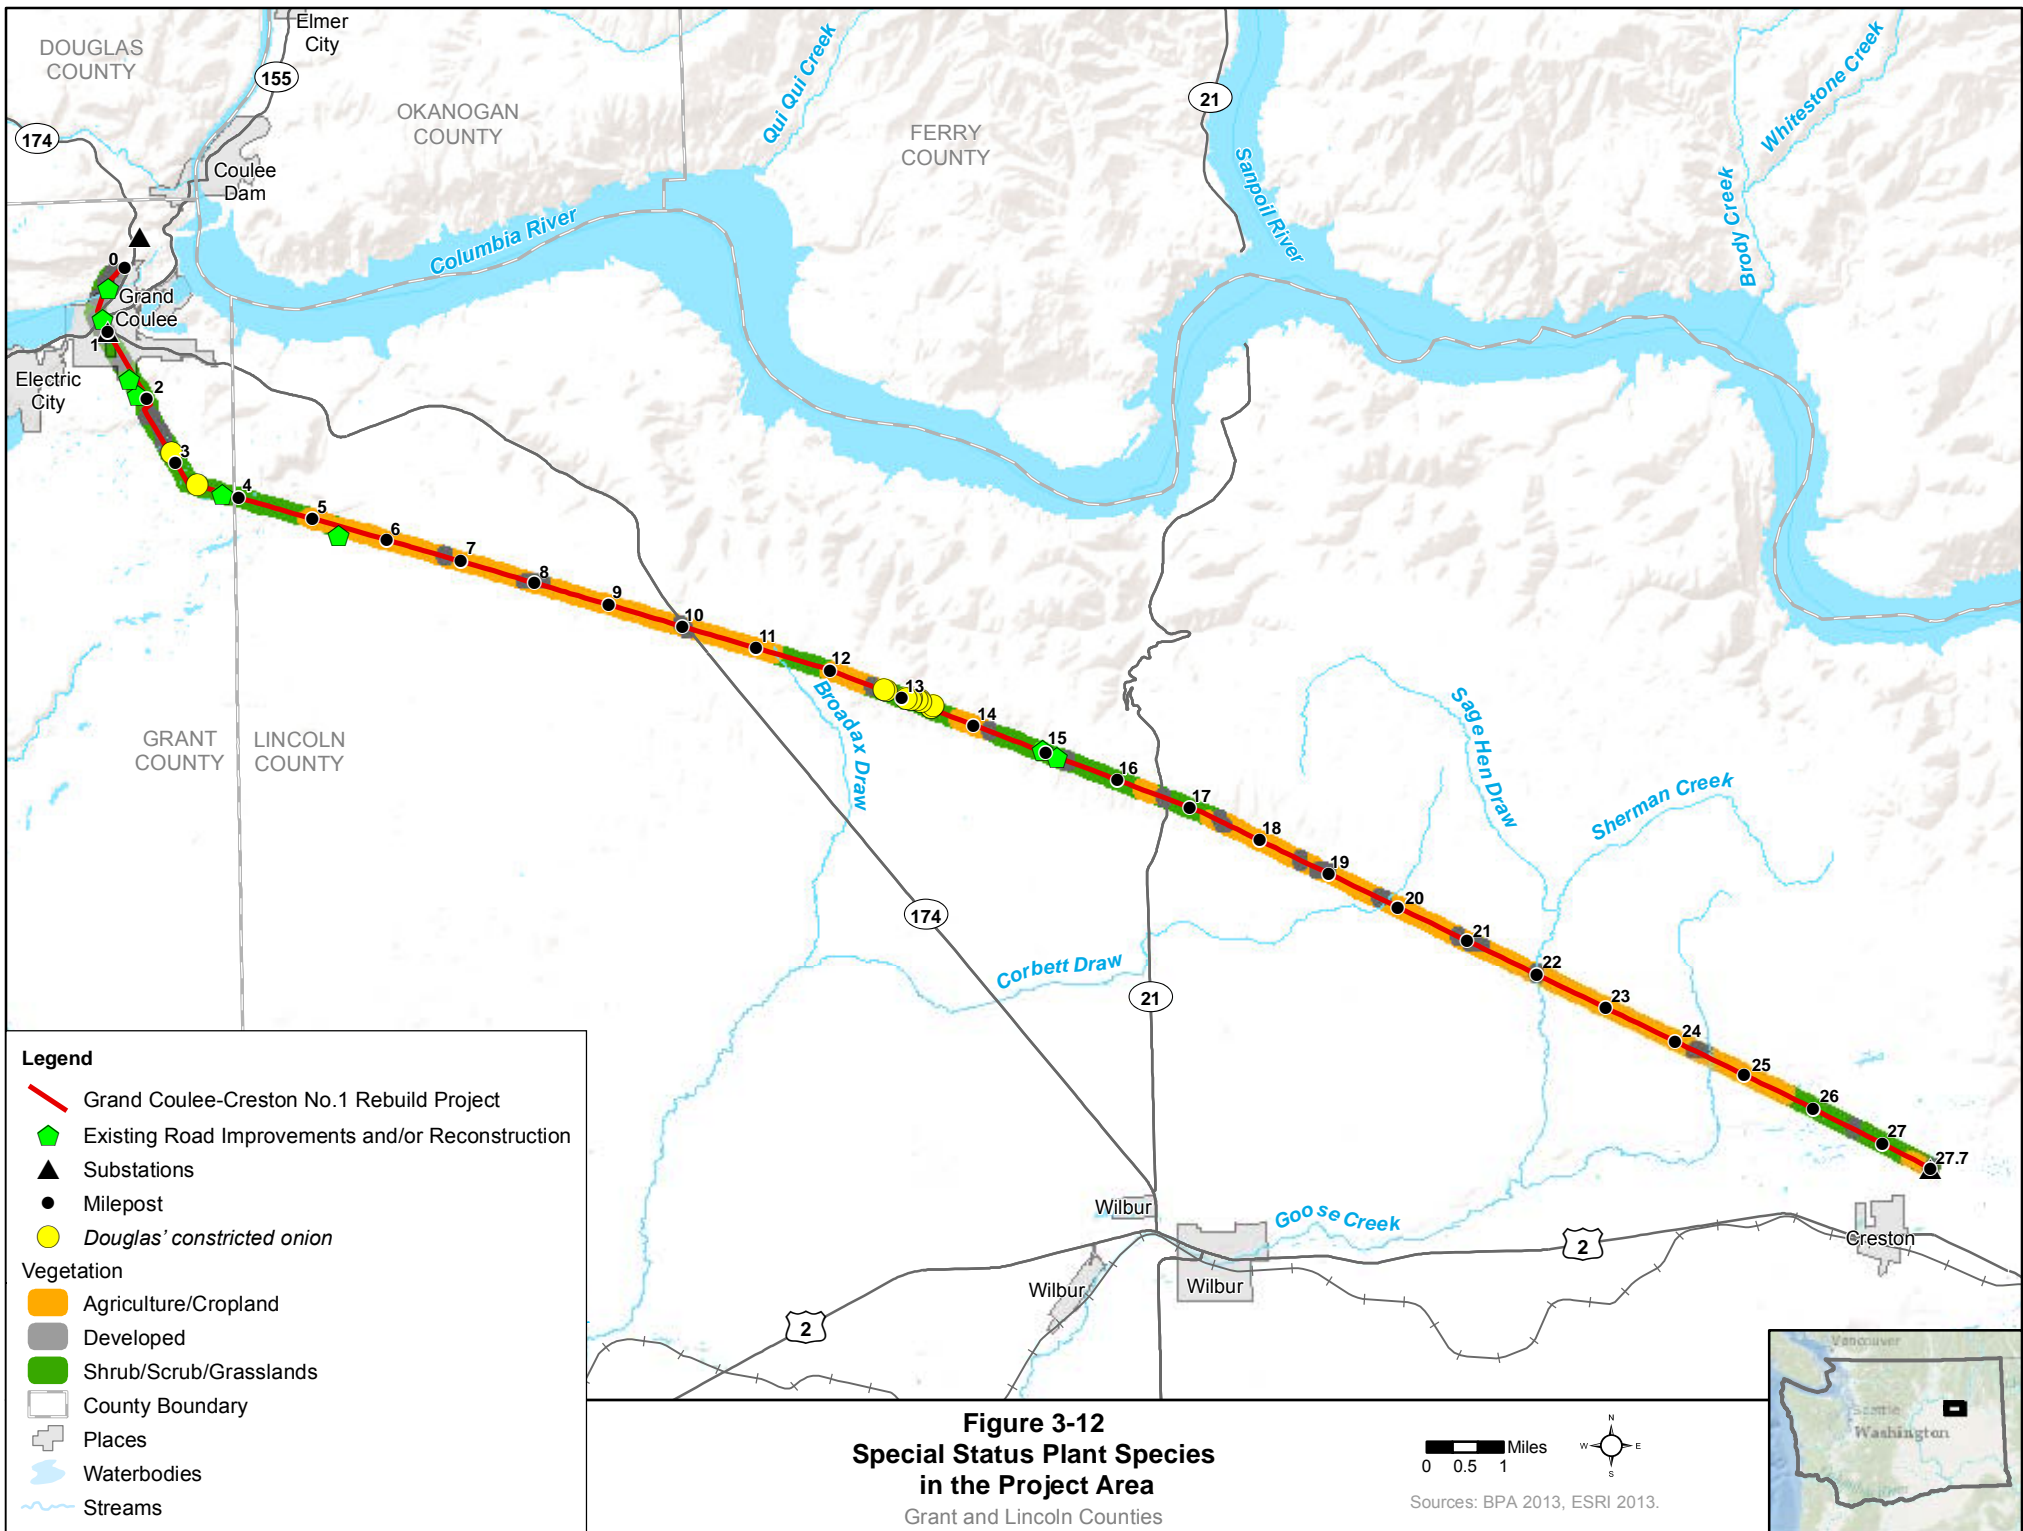 Elmer
City
DOUGLAS
COUNTY
155
174
OKANOGAN
COUNTY
Qui Qui Creek
FERRY
COUNTY
21
Whitestone Creek
Sanpoil River
Brody Creek
Coulee
Dam
Columbia River
0
Grand
Coulee
1
Electric
City
2
3
4
5
6
7
8
9
10
11
12
13
14
15
16
17
18
19
20
21
22
23
24
25
26
27
27.7
GRANT
COUNTY
LINCOLN
COUNTY
Broadax Draw
Sage Hen Draw
Sherman Creek
174
Corbett Draw
21
Wilbur
Goose Creek
2
Creston
Wilbur
Wilbur
2
Legend
Grand Coulee-Creston No.1 Rebuild Project
Existing Road Improvements and/or Reconstruction
Substations
Milepost
Douglas' constricted onion
Vegetation
Agriculture/Cropland
Developed
Shrub/Scrub/Grasslands
County Boundary
Places
Waterbodies
Streams
Figure 3-12
Special Status Plant Species
in the Project Area
Grant and Lincoln Counties
Miles
0 0.5 1
N
W E
S
Sources: BPA 2013, ESRI 2013.
Vancouver
Seattle
Washington